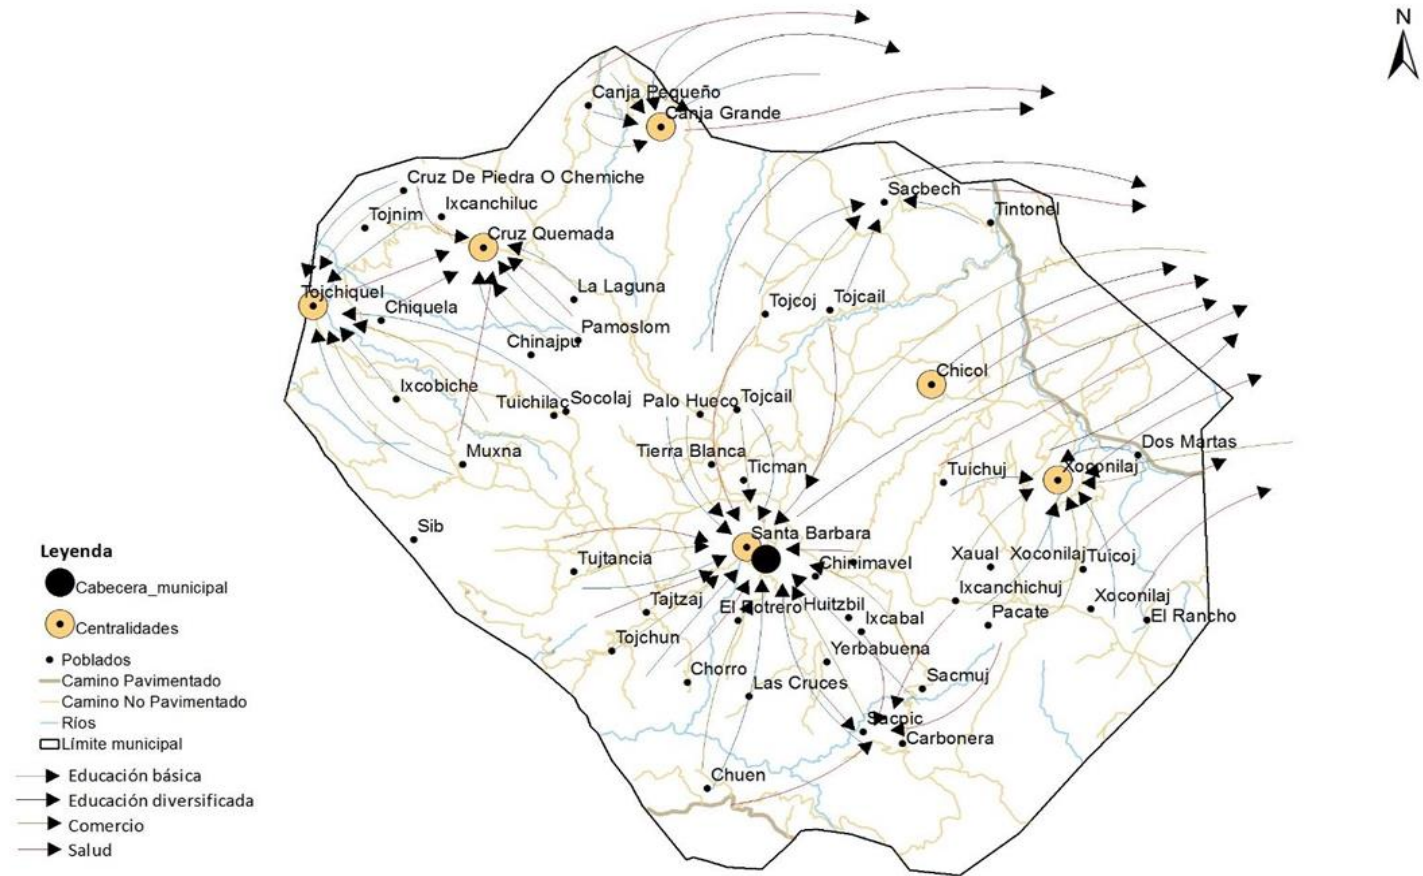 N
Canja Pequeño
Canja Grande
Cruz De Piedra O Chemiche
Sacbech
Ixcanchiluc
Tojnim
Tintonel
Cruz Quemada
La Laguna
Tojchiquel
Tojcoj
Tojcail
Chiquela
Pamoslom
Chinajpu
Chicol
Ixcobiche
Tuichilac
Socolaj
Palo Hueco
Tojcail
Dos Martas
Muxna
Tierra Blanca
Ticman
Tuichuj
Xoconilaj
Sib
Santa Barbara
Leyenda
Cabecera_municipal
Centralidades
Poblados
Camino Pavimentado
Camino No Pavimentado
Ríos
Límite municipal
Educación básica
Educación diversificada
Comercio
Salud
Tujtancia
Chinimavel
Xaual
Xoconilaj
Tuicoj
Ixcanchichuj
Xoconilaj
Tajtzaj
El Potrero
Huitzbil
Ixcabal
Pacate
El Rancho
Tojchun
Yerbabuena
Chorro
Las Cruces
Sacmuj
Sacpic
Carbonera
Chuen